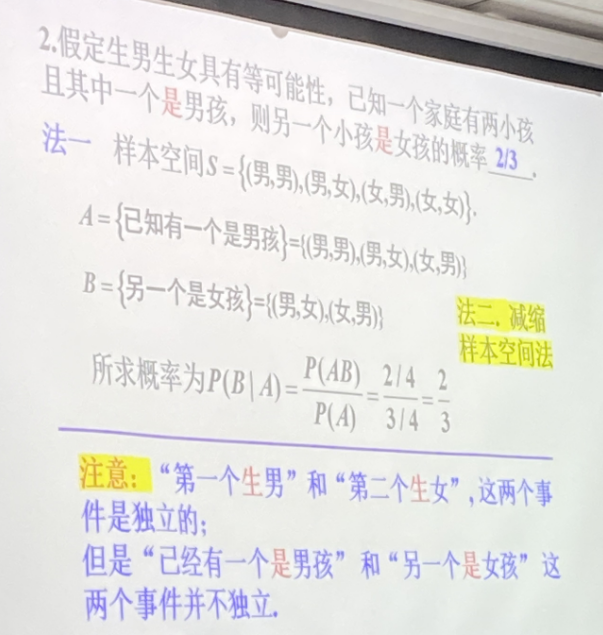 2.假定生男生女具有等可能性，已知一个家庭有两小孩
且其中一个是男孩，则另一个小孩是女孩的概率 2/3 .
法一 样本空间S={(男,男),(男,女),(女,男),(女,女)}.
A={已知有一个是男孩}={(男,男),(男,女),(女,男)}
B={另一个是女孩}={(男,女),(女,男)}
法二. 减缩
样本空间法
所求概率为P(B|A)=P(AB)/P(A)=(2/4)/(3/4)=2/3
注意：“第一个生男”和“第二个生女”,这两个事
件是独立的；
但是“已经有一个是男孩”和“另一个是女孩”这
两个事件并不独立.